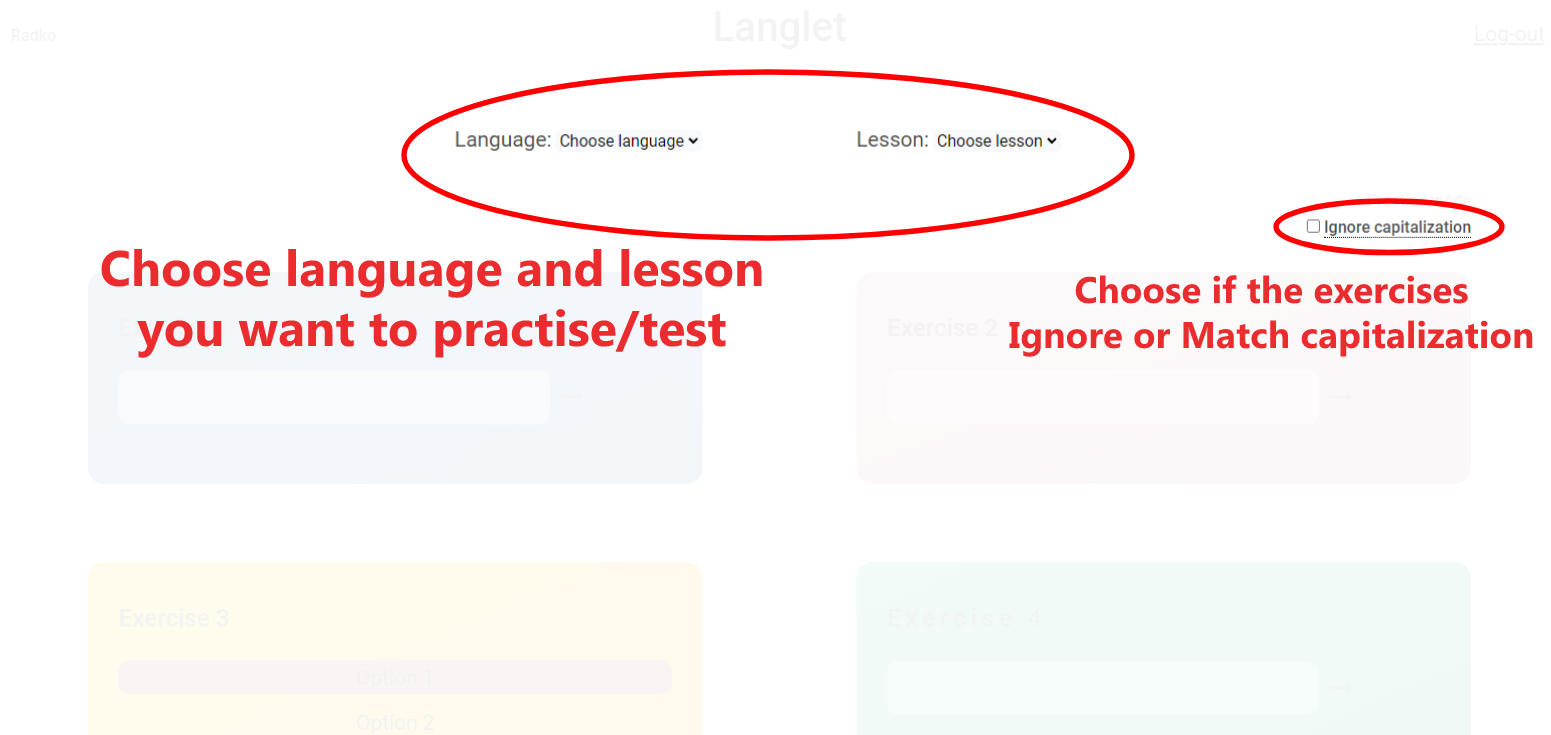 Radko
Langlet
Log-out
Language: Choose language
Lesson: Choose lesson
Ignore capitalization
Choose language and lesson
you want to practise/test
Choose if the exercises
Ignore or Match capitalization
Exercise 2
→
→
Exercise 3
Option 1
Option 2
Exercise 4
→